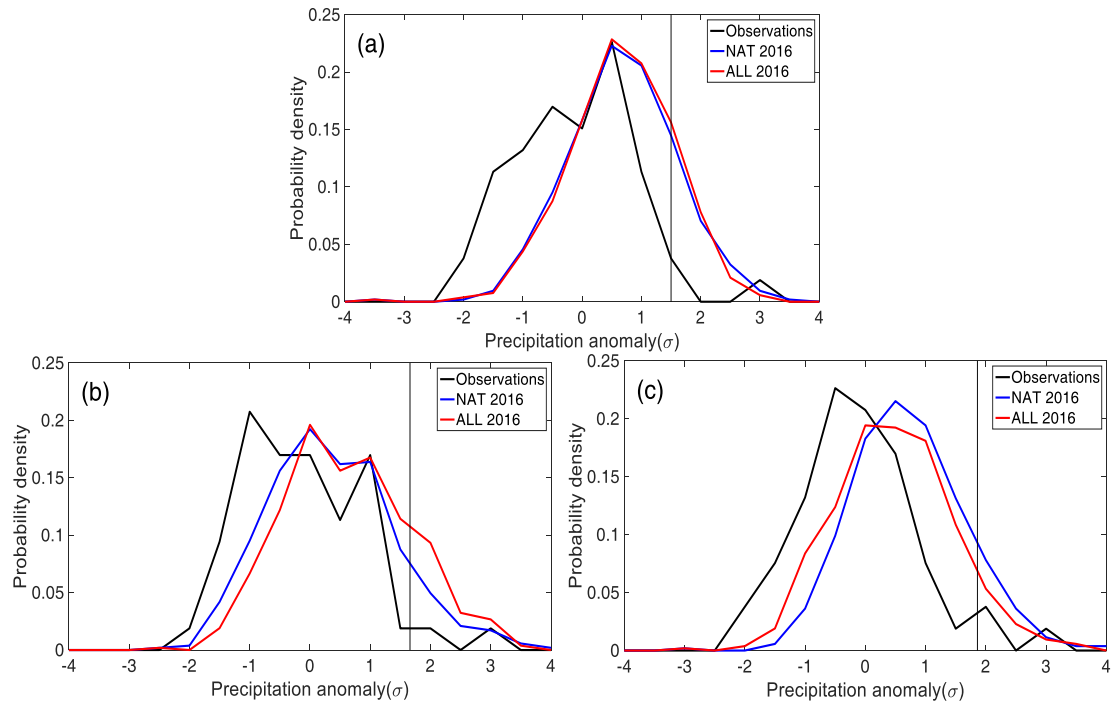 (a)
Observations
NAT 2016
ALL 2016
0.25
0.2
0.15
0.1
0.05
0
Probability density
-4 -3 -2 -1 0 1 2 3 4
Precipitation anomaly(σ)
(b)
Observations
NAT 2016
ALL 2016
0.25
0.2
0.15
0.1
0.05
0
Probability density
-4 -3 -2 -1 0 1 2 3 4
Precipitation anomaly(σ)
(c)
Observations
NAT 2016
ALL 2016
0.25
0.2
0.15
0.1
0.05
0
Probability density
-4 -3 -2 -1 0 1 2 3 4
Precipitation anomaly(σ)